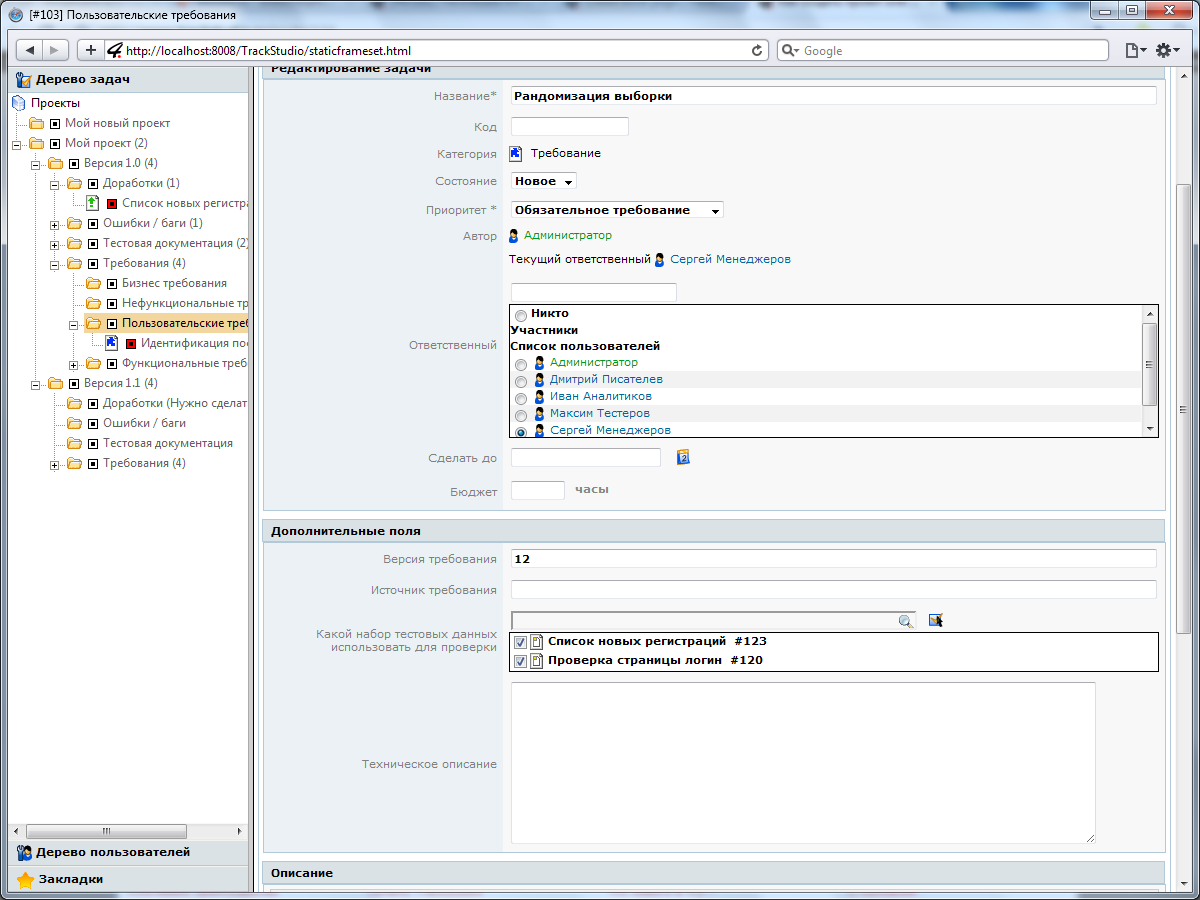 [#103] Пользовательские требования
http://localhost:8008/TrackStudio/staticframeset.html
Google
Дерево задач
Проекты
Мой новый проект
Мой проект (2)
Версия 1.0 (4)
Доработки (1)
Список новых регистра
Ошибки / баги (1)
Тестовая документация (2)
Требования (4)
Бизнес требования
Нефункциональные тр
Пользовательские треб
Идентификация пос
Функциональные треб
Версия 1.1 (4)
Доработки (Нужно сделат
Ошибки / баги
Тестовая документация
Требования (4)
Дерево пользователей
Закладки
Редактирование задачи
Название* Рандомизация выборки
Код
Категория Требование
Состояние Новое
Приоритет * Обязательное требование
Автор Администратор
Текущий ответственный Сергей Менеджеров
Ответственный
Никто
Участники
Список пользователей
Администратор
Дмитрий Писателев
Иван Аналитиков
Максим Тестеров
Сергей Менеджеров
Сделать до
Бюджет часы
Дополнительные поля
Версия требования 12
Источник требования
Какой набор тестовых данных
использовать для проверки
Список новых регистраций #123
Проверка страницы логин #120
Техническое описание
Описание